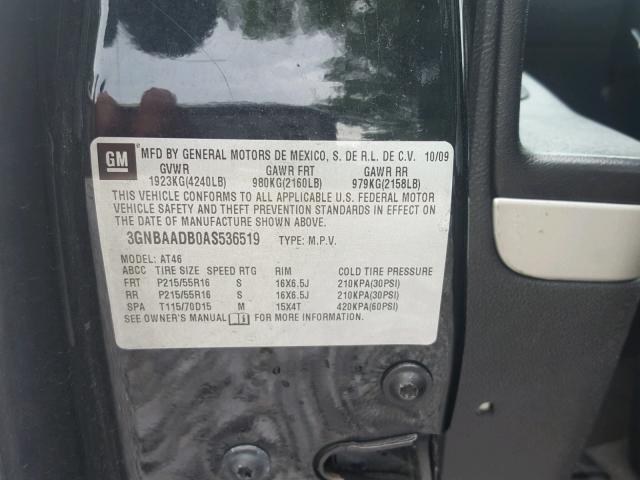 GM MFD BY GENERAL MOTORS DE MEXICO, S. DE R.L. DE C.V. 10/09
GVWR GAWR FRT GAWR RR
1923KG(4240LB) 980KG(2160LB) 979KG(2158LB)
THIS VEHICLE CONFORMS TO ALL APPLICABLE U.S. FEDERAL MOTOR
VEHICLE SAFETY AND THEFT PREVENTION STANDARDS IN EFFECT ON
THE DATE OF MANUFACTURE SHOWN ABOVE.
3GNBAADB0AS536519 TYPE: M.P.V.
MODEL: AT46
ABCC TIRE SIZE SPEED RTG RIM COLD TIRE PRESSURE
FRT P215/55R16 S 16X6.5J 210KPA(30PSI)
RR P215/55R16 S 16X6.5J 210KPA(30PSI)
SPA T115/70D15 M 15X4T 420KPA(60PSI)
SEE OWNER'S MANUAL FOR MORE INFORMATION.